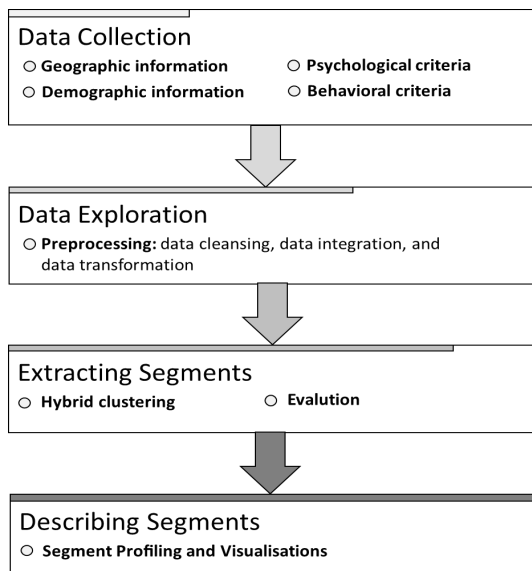 Data Collection
○ Geographic information
○ Psychological criteria
○ Demographic information
○ Behavioral criteria
Data Exploration
○ Preprocessing: data cleansing, data integration, and
data transformation
Extracting Segments
○ Hybrid clustering
○ Evalution
Describing Segments
○ Segment Profiling and Visualisations